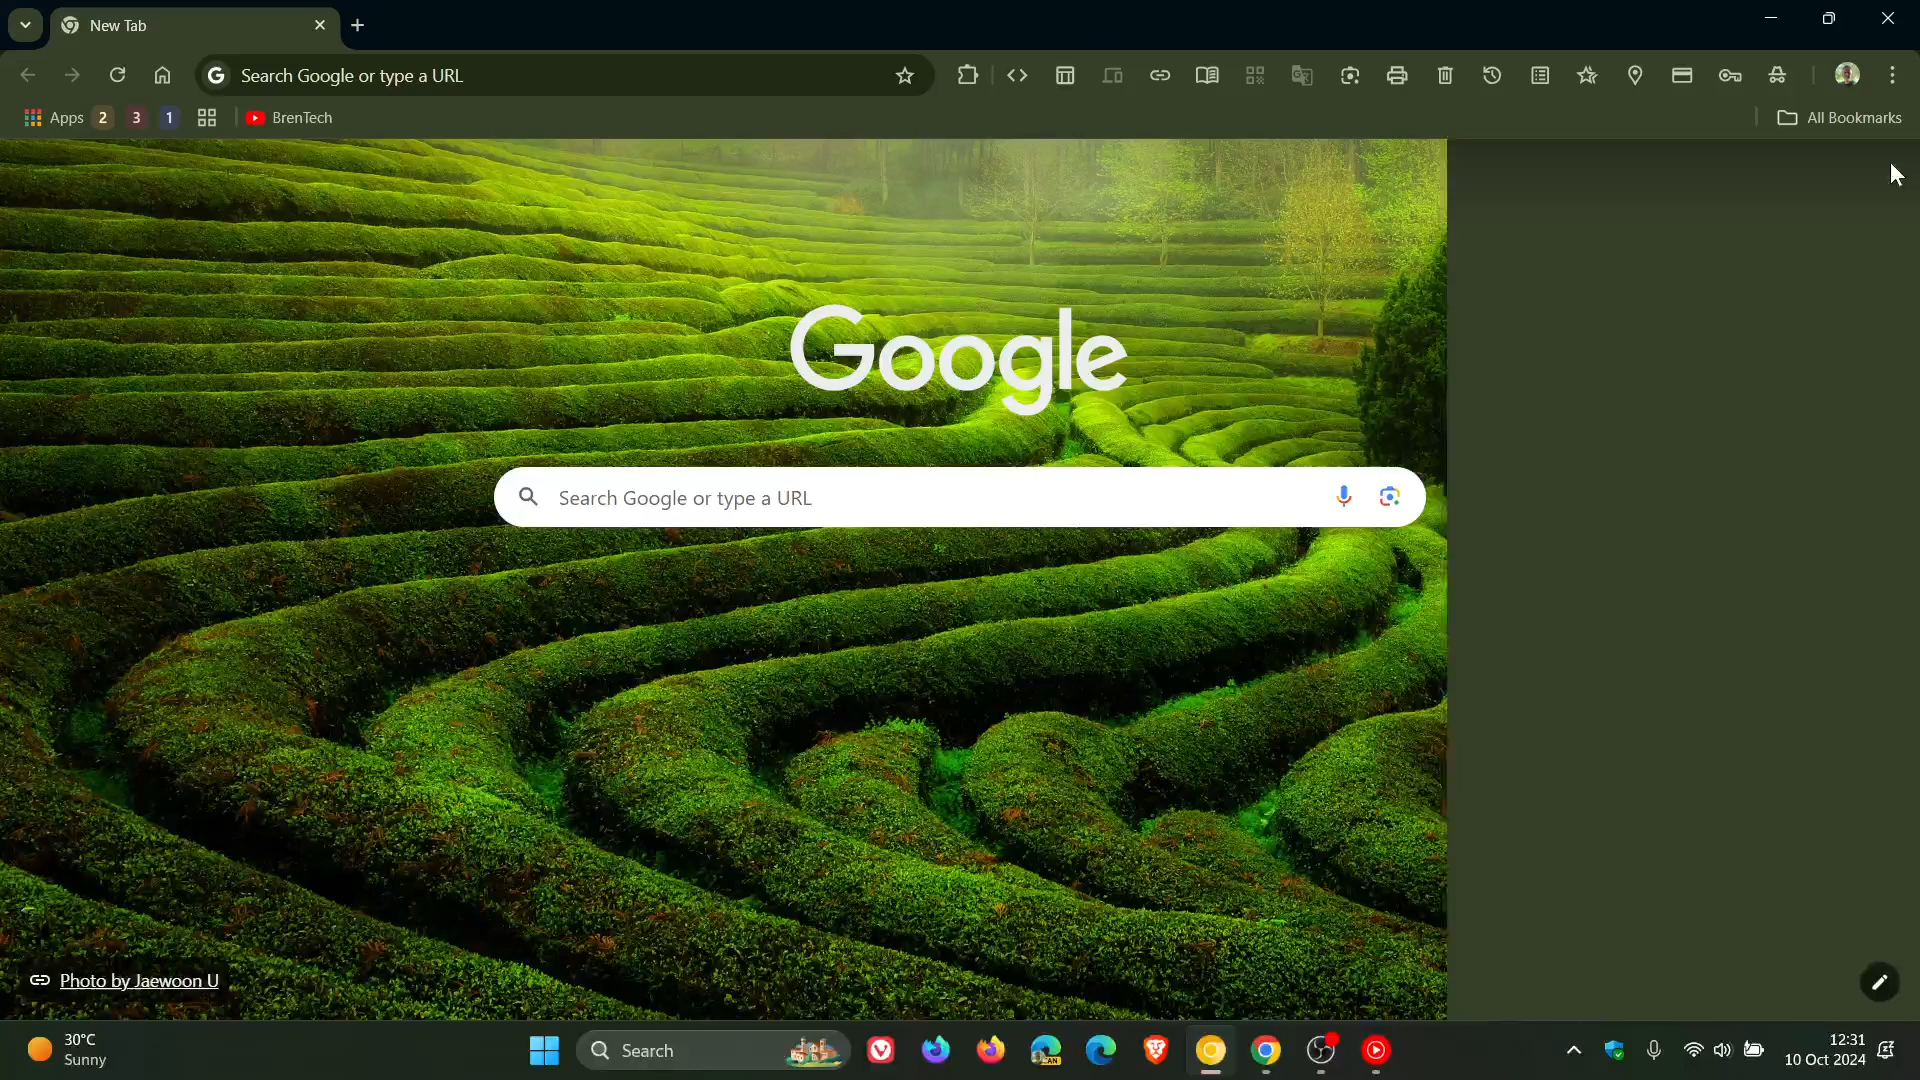 New Tab
Search Google or type a URL
Apps 2 3 1 BrenTech All Bookmarks
Google
Search Google or type a URL
Photo by Jaewoon U
30°C
Sunny
Search
CAN
12:31
10 Oct 2024